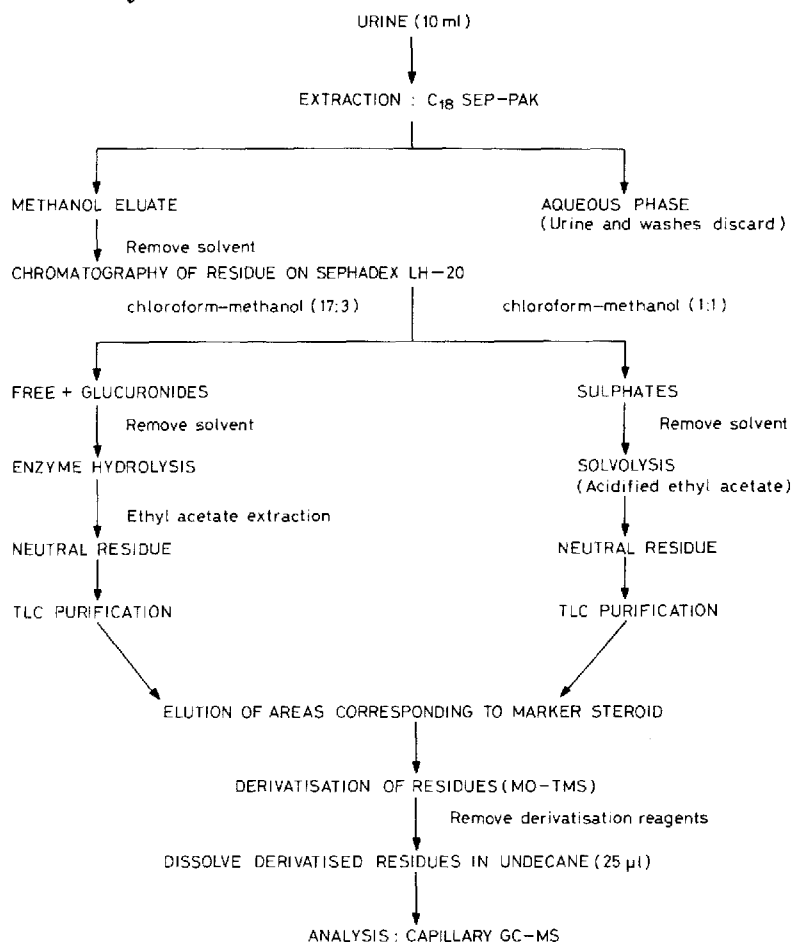 URINE (10 ml)
EXTRACTION : C18 SEP-PAK
METHANOL ELUATE
AQUEOUS PHASE
(Urine and washes discard)
Remove solvent
CHROMATOGRAPHY OF RESIDUE ON SEPHADEX LH-20
chloroform-methanol (17:3)
chloroform-methanol (1:1)
FREE + GLUCURONIDES
SULPHATES
Remove solvent
Remove solvent
ENZYME HYDROLYSIS
SOLVOLYSIS
(Acidified ethyl acetate)
Ethyl acetate extraction
NEUTRAL RESIDUE
NEUTRAL RESIDUE
TLC PURIFICATION
TLC PURIFICATION
ELUTION OF AREAS CORRESPONDING TO MARKER STEROID
DERIVATISATION OF RESIDUES (MO-TMS)
Remove derivatisation reagents
DISSOLVE DERIVATISED RESIDUES IN UNDECANE (25 µl)
ANALYSIS : CAPILLARY GC-MS